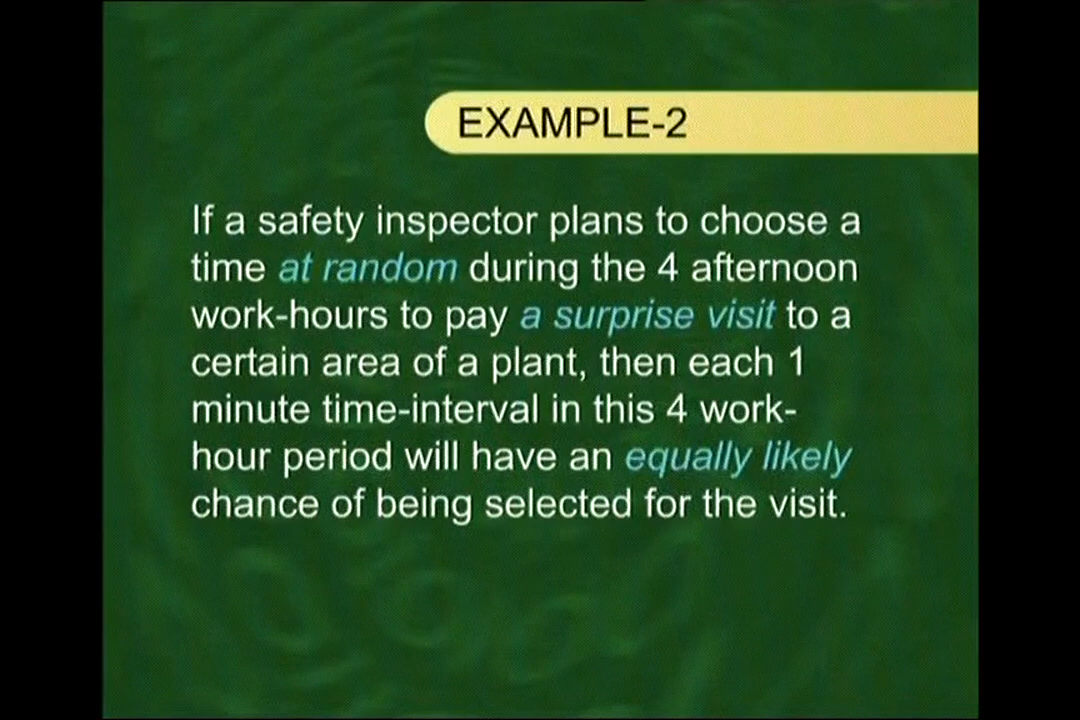 EXAMPLE-2
If a safety inspector plans to choose a
time at random during the 4 afternoon
work-hours to pay a surprise visit to a
certain area of a plant, then each 1
minute time-interval in this 4 work-
hour period will have an equally likely
chance of being selected for the visit.